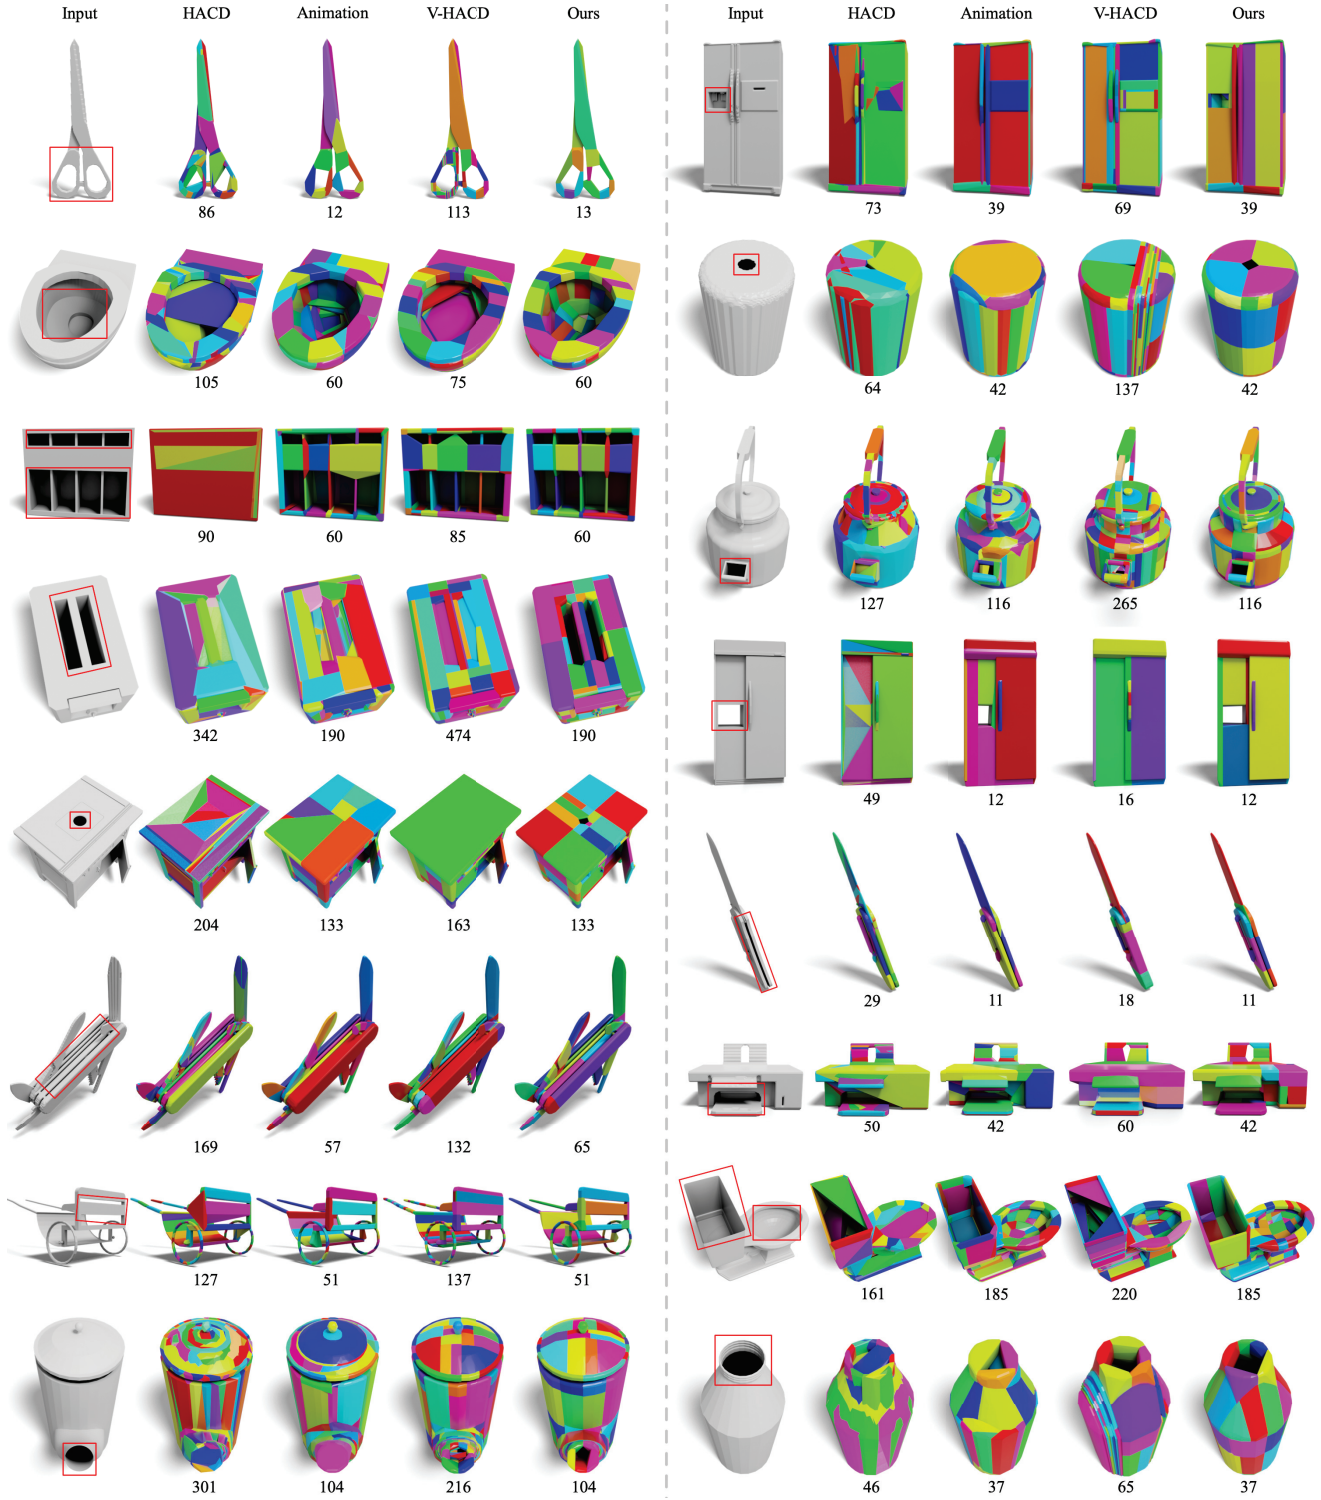 Input HACD Animation V-HACD Ours
86 12 113 13
105 60 75 60
90 60 85 60
342 190 474 190
204 133 163 133
169 57 132 65
127 51 137 51
301 104 216 104
Input HACD Animation V-HACD Ours
73 39 69 39
64 42 137 42
127 116 265 116
49 12 16 12
29 11 18 11
50 42 60 42
161 185 220 185
46 37 65 37